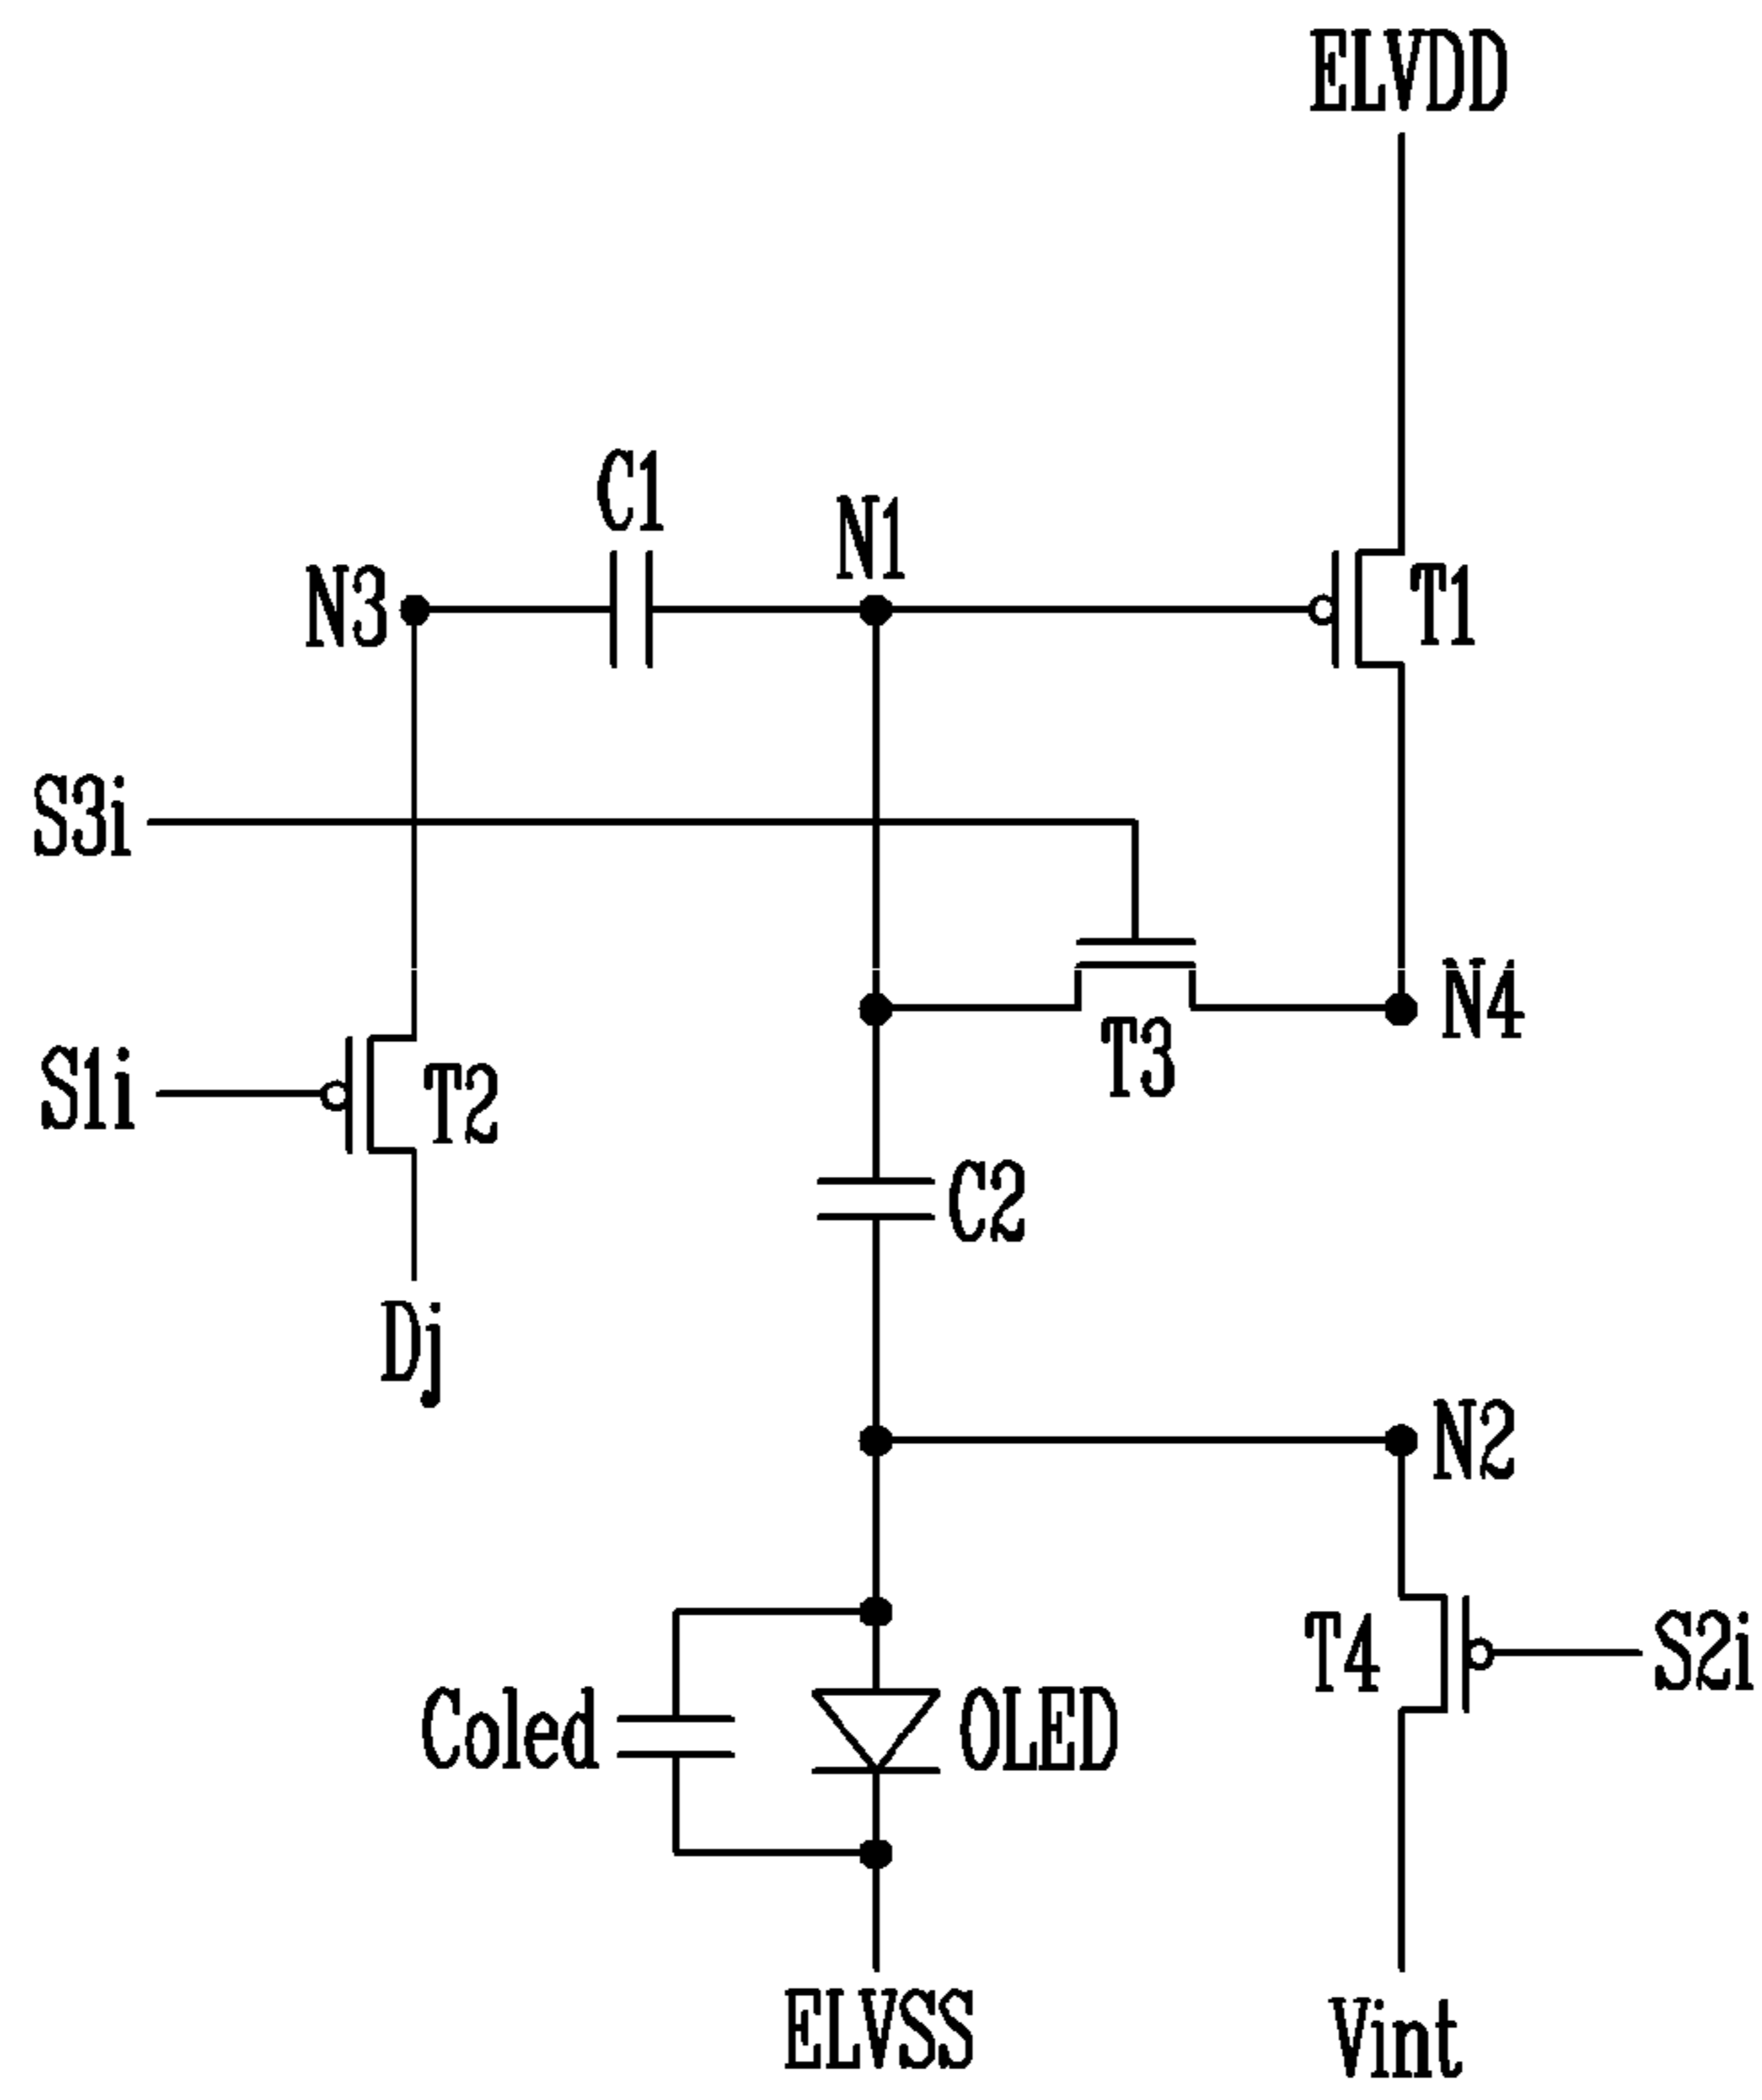 ELVDD
C1
N1
N3
T1
S3i
N4
T3
S1i
T2
C2
Dj
N2
T4
S2i
Coled
OLED
ELVSS
Vint